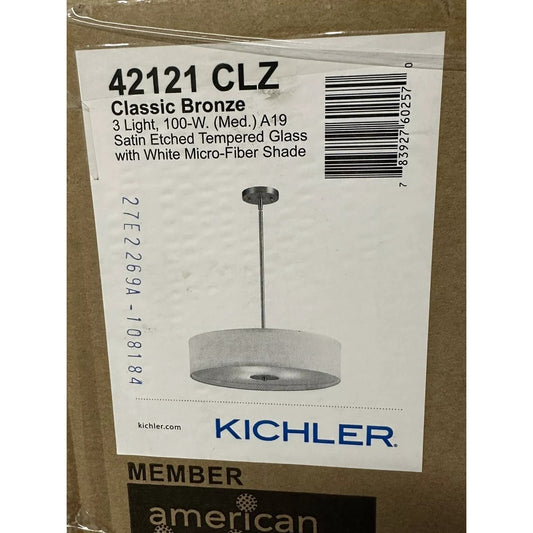 42121 CLZ
Classic Bronze
3 Light, 100-W. (Med.) A19
Satin Etched Tempered Glass
with White Micro-Fiber Shade
7 83927 60257 0
27E2269A-108184
kichler.com
KICHLER®
MEMBER
american